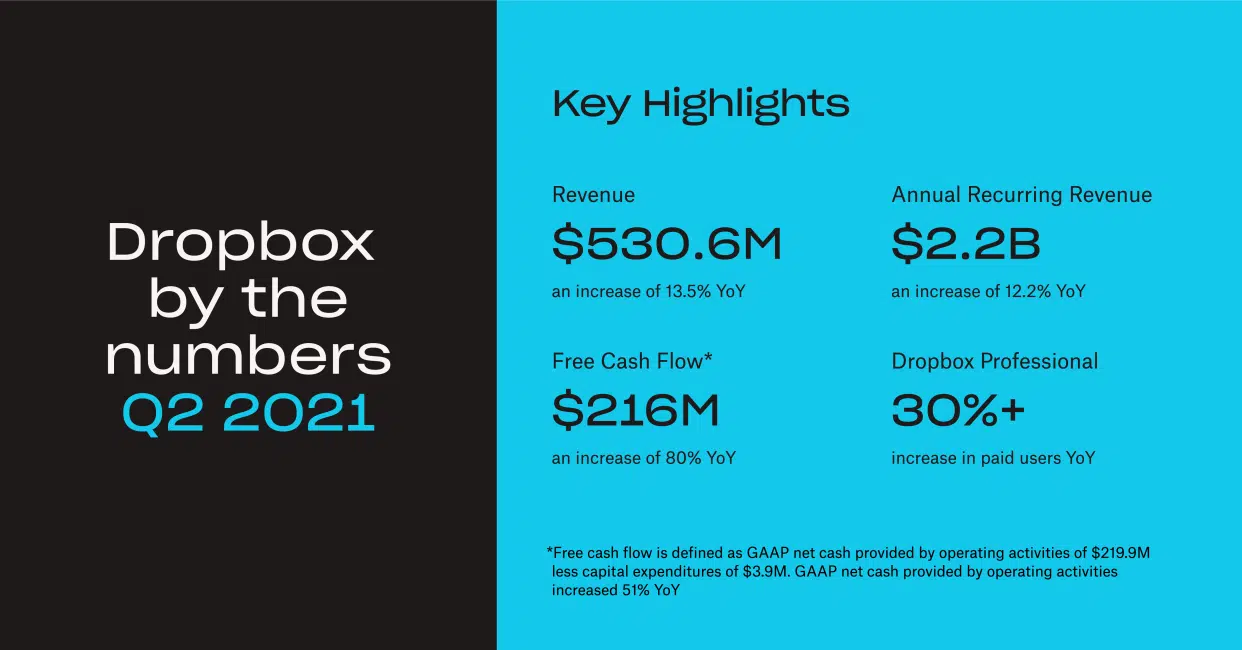 Dropbox
by the
numbers
Q2 2021
Key Highlights
Revenue
$530.6M
an increase of 13.5% YoY
Annual Recurring Revenue
$2.2B
an increase of 12.2% YoY
Free Cash Flow*
$216M
an increase of 80% YoY
Dropbox Professional
30%+
increase in paid users YoY
*Free cash flow is defined as GAAP net cash provided by operating activities of $219.9M
less capital expenditures of $3.9M. GAAP net cash provided by operating activities
increased 51% YoY